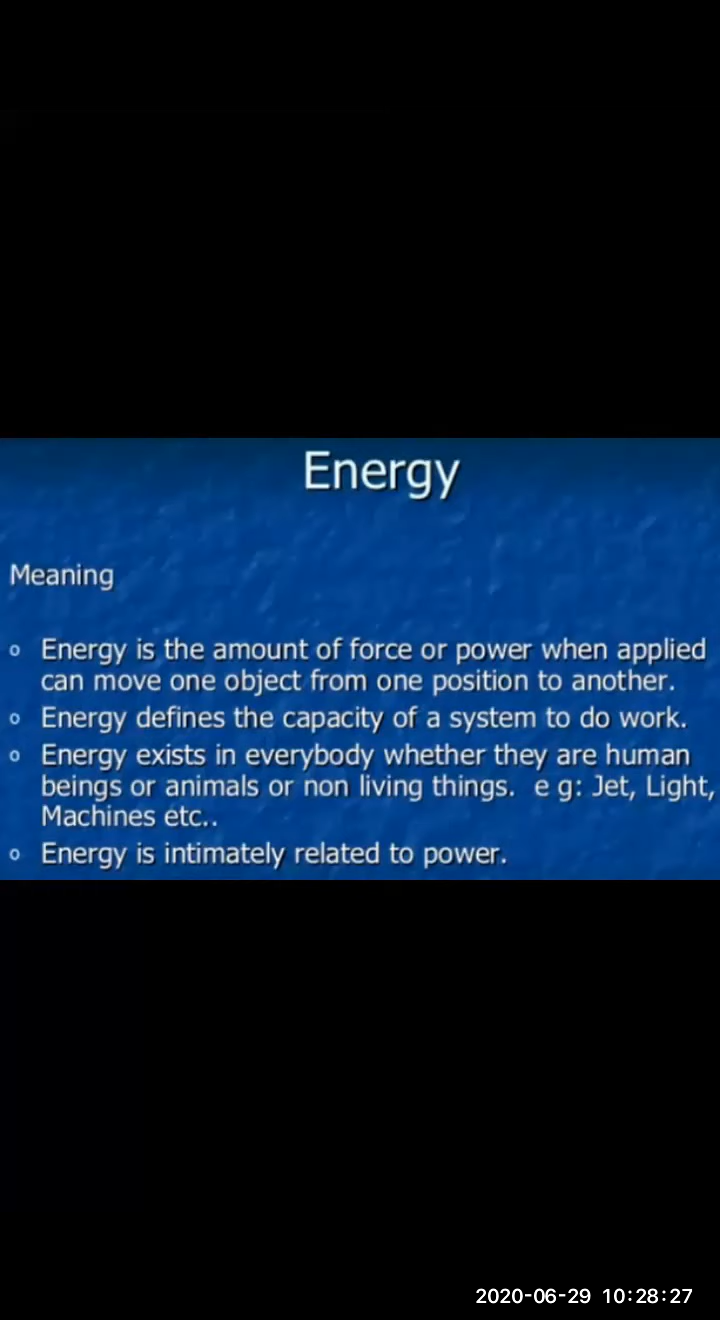 Energy
Meaning
o Energy is the amount of force or power when applied
can move one object from one position to another.
o Energy defines the capacity of a system to do work.
o Energy exists in everybody whether they are human
beings or animals or non living things. e g: Jet, Light,
Machines etc..
o Energy is intimately related to power.
2020-06-29 10:28:27